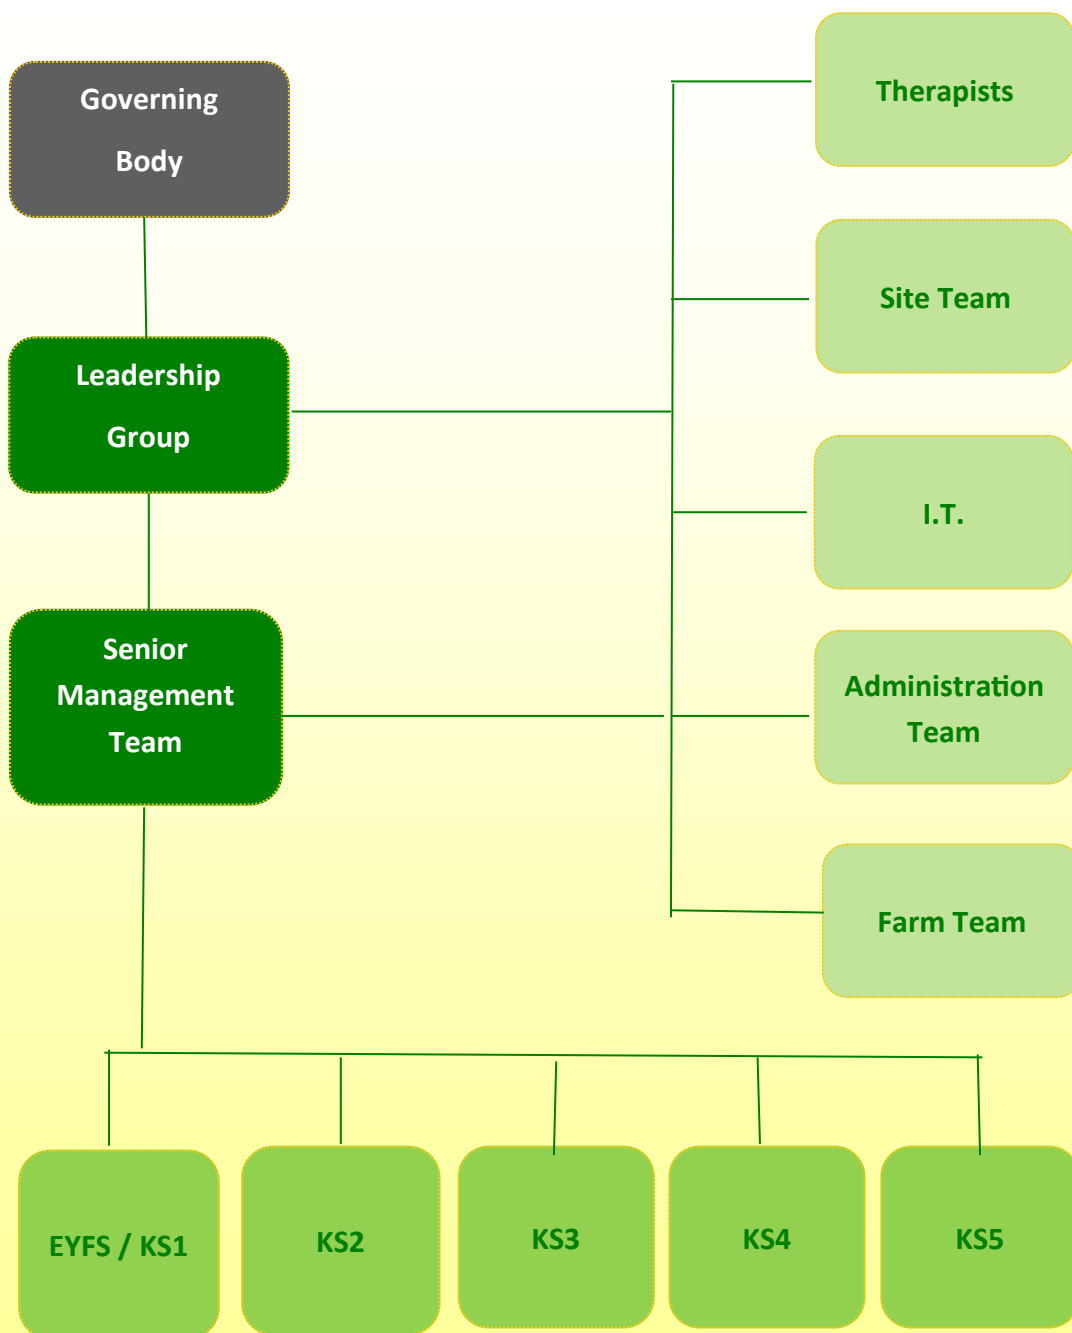 Governing
Body
Leadership
Group
Senior
Management
Team
Therapists
Site Team
I.T.
Administration
Team
Farm Team
EYFS / KS1
KS2
KS3
KS4
KS5